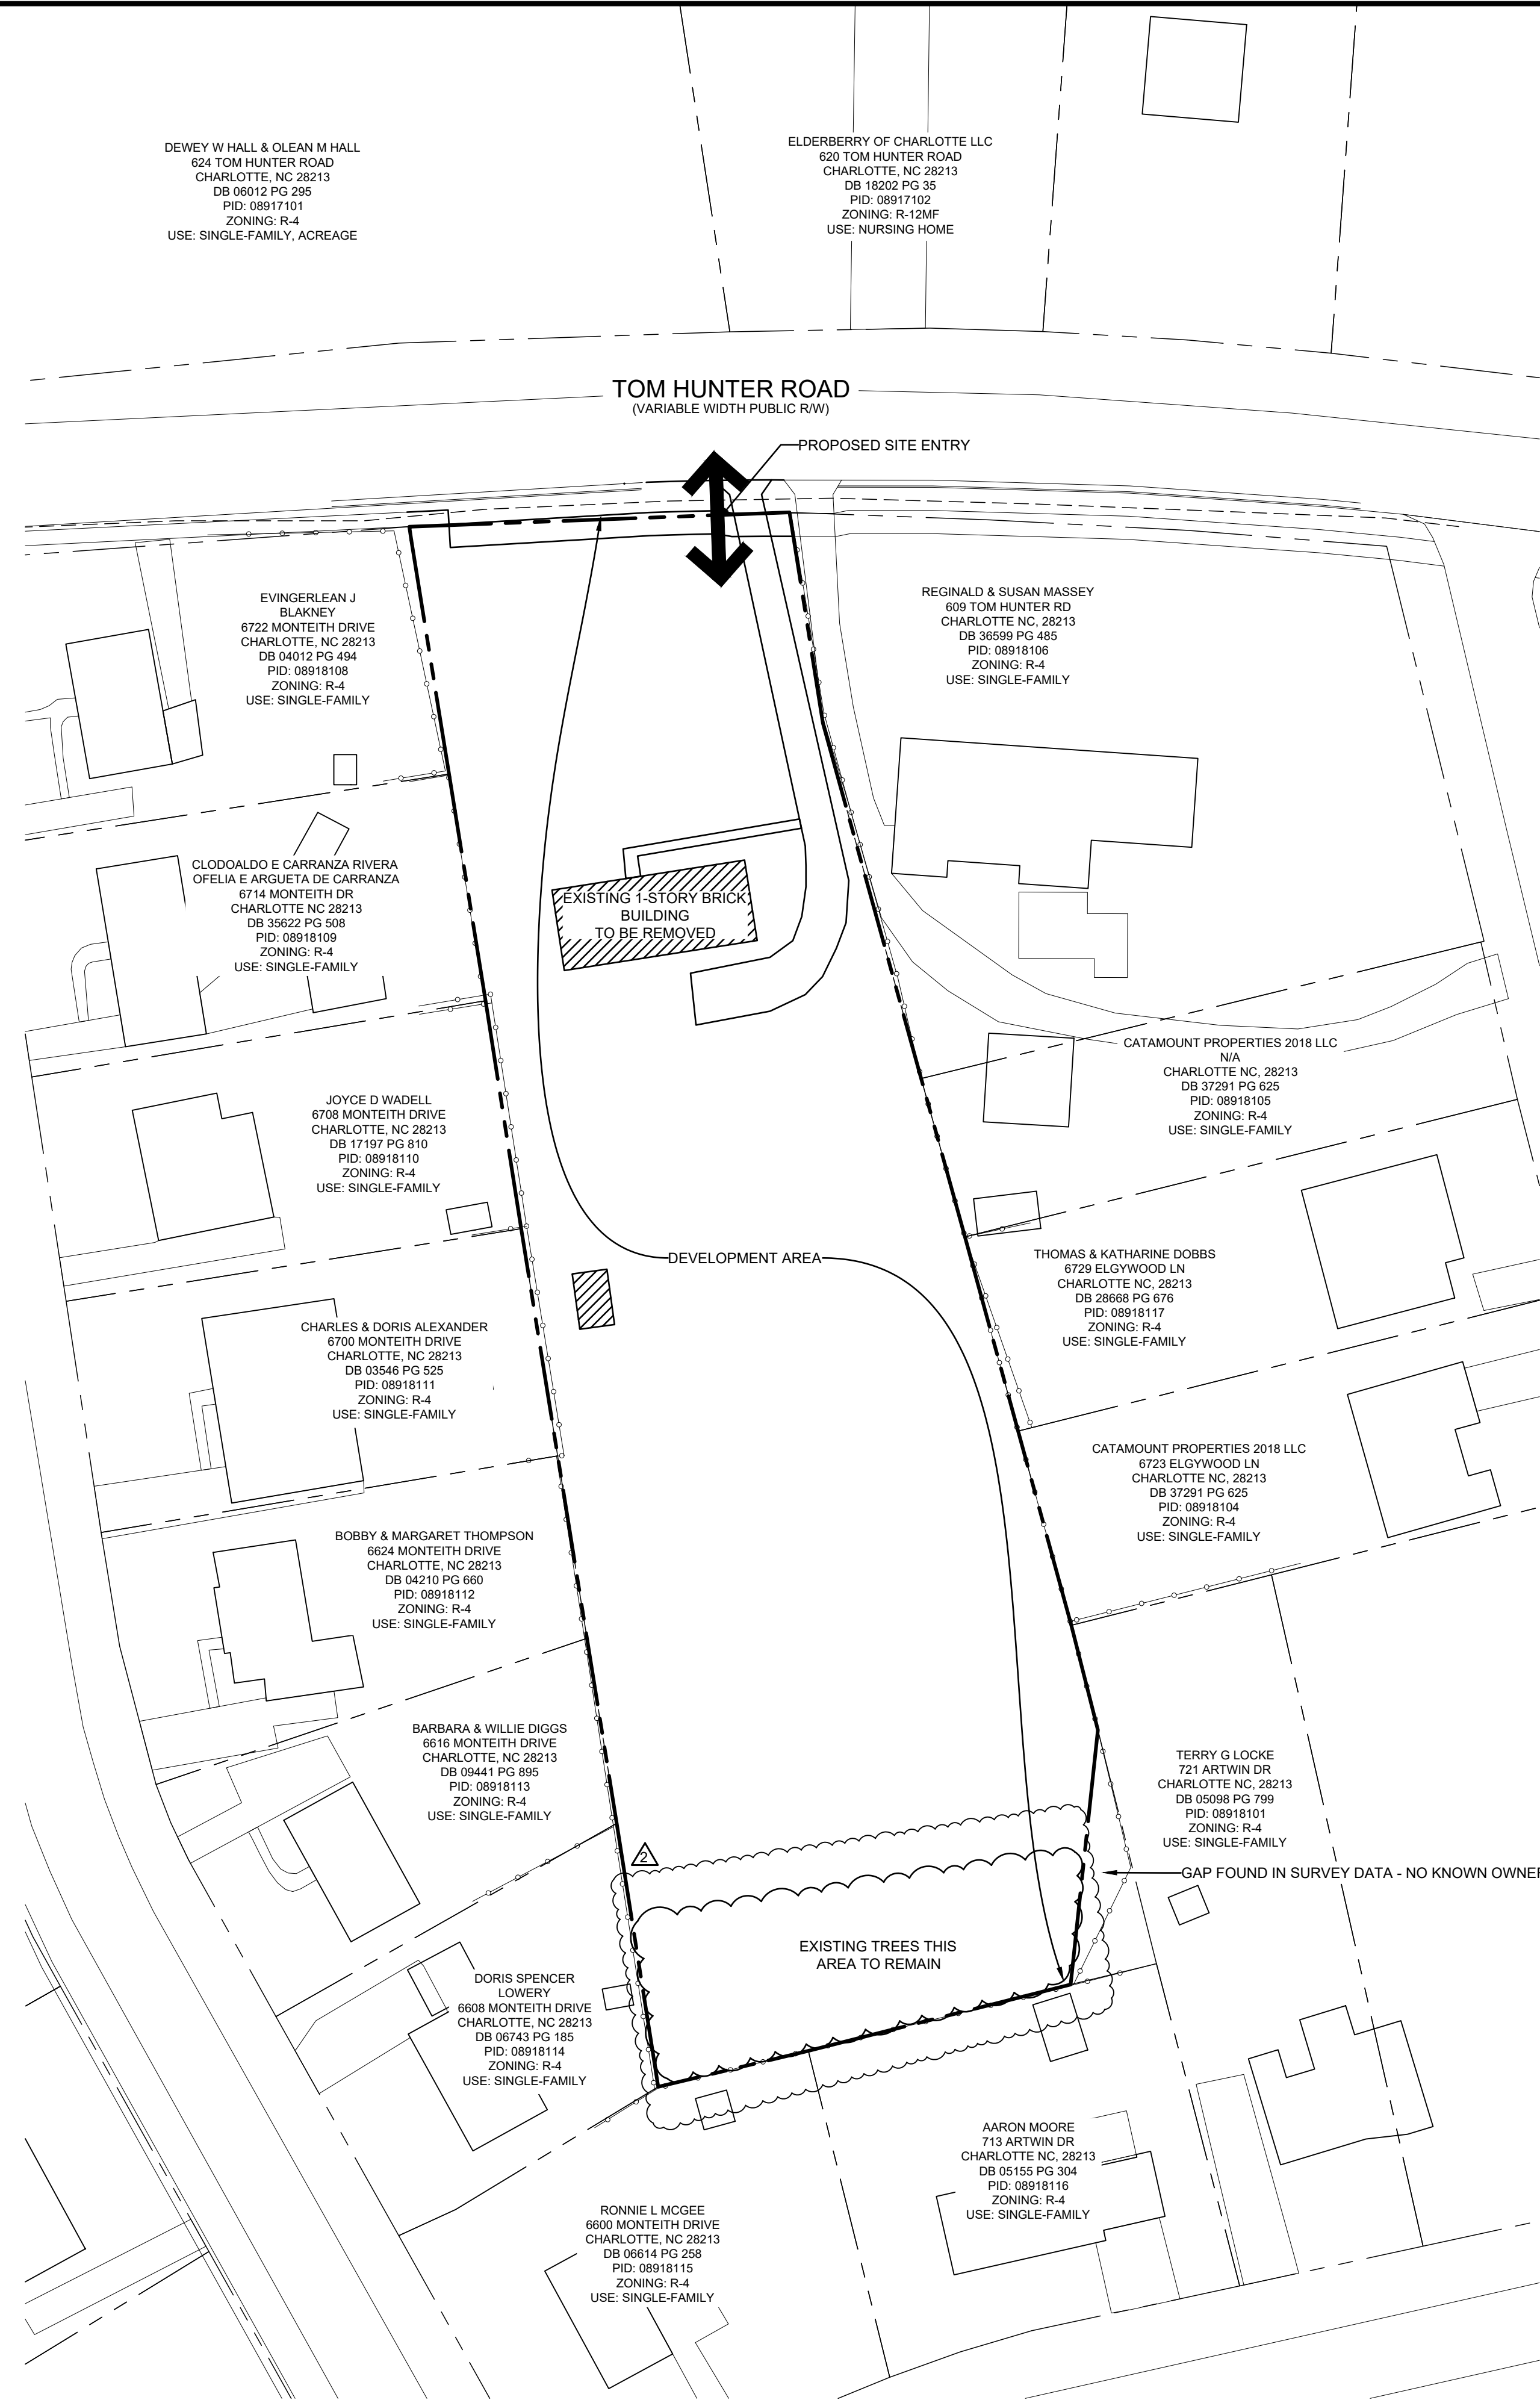 DEWEY W HALL & OLEAN M HALL
624 TOM HUNTER ROAD
CHARLOTTE, NC 28213
DB 06012 PG 295
PID: 08917101
ZONING: R-4
USE: SINGLE-FAMILY, ACREAGE
ELDERBERRY OF CHARLOTTE LLC
620 TOM HUNTER ROAD
CHARLOTTE, NC 28213
DB 18202 PG 35
PID: 08917102
ZONING: R-12MF
USE: NURSING HOME
TOM HUNTER ROAD
(VARIABLE WIDTH PUBLIC R/W)
PROPOSED SITE ENTRY
EVINGERLEAN J
BLAKNEY
6722 MONTEITH DRIVE
CHARLOTTE, NC 28213
DB 04012 PG 494
PID: 08918108
ZONING: R-4
USE: SINGLE-FAMILY
REGINALD & SUSAN MASSEY
609 TOM HUNTER RD
CHARLOTTE NC, 28213
DB 36599 PG 485
PID: 08918106
ZONING: R-4
USE: SINGLE-FAMILY
CLODOALDO E CARRANZA RIVERA
OFELIA E ARGUETA DE CARRANZA
6714 MONTEITH DR
CHARLOTTE NC 28213
DB 35622 PG 508
PID: 08918109
ZONING: R-4
USE: SINGLE-FAMILY
EXISTING 1-STORY BRICK
BUILDING
TO BE REMOVED
CATAMOUNT PROPERTIES 2018 LLC
N/A
CHARLOTTE NC, 28213
DB 37291 PG 625
PID: 08918105
ZONING: R-4
USE: SINGLE-FAMILY
JOYCE D WADELL
6708 MONTEITH DRIVE
CHARLOTTE, NC 28213
DB 17197 PG 810
PID: 08918110
ZONING: R-4
USE: SINGLE-FAMILY
DEVELOPMENT AREA
THOMAS & KATHARINE DOBBS
6729 ELGYWOOD LN
CHARLOTTE NC, 28213
DB 28668 PG 676
PID: 08918117
ZONING: R-4
USE: SINGLE-FAMILY
CHARLES & DORIS ALEXANDER
6700 MONTEITH DRIVE
CHARLOTTE, NC 28213
DB 03546 PG 525
PID: 08918111
ZONING: R-4
USE: SINGLE-FAMILY
CATAMOUNT PROPERTIES 2018 LLC
6723 ELGYWOOD LN
CHARLOTTE NC, 28213
DB 37291 PG 625
PID: 08918104
ZONING: R-4
USE: SINGLE-FAMILY
BOBBY & MARGARET THOMPSON
6624 MONTEITH DRIVE
CHARLOTTE, NC 28213
DB 04210 PG 660
PID: 08918112
ZONING: R-4
USE: SINGLE-FAMILY
BARBARA & WILLIE DIGGS
6616 MONTEITH DRIVE
CHARLOTTE, NC 28213
DB 09441 PG 895
PID: 08918113
ZONING: R-4
USE: SINGLE-FAMILY
TERRY G LOCKE
721 ARTWIN DR
CHARLOTTE NC, 28213
DB 05098 PG 799
PID: 08918101
ZONING: R-4
USE: SINGLE-FAMILY
2
GAP FOUND IN SURVEY DATA - NO KNOWN OWNER
EXISTING TREES THIS
AREA TO REMAIN
DORIS SPENCER
LOWERY
6608 MONTEITH DRIVE
CHARLOTTE, NC 28213
DB 06743 PG 185
PID: 08918114
ZONING: R-4
USE: SINGLE-FAMILY
AARON MOORE
713 ARTWIN DR
CHARLOTTE NC, 28213
DB 05155 PG 304
PID: 08918116
ZONING: R-4
USE: SINGLE-FAMILY
RONNIE L MCGEE
6600 MONTEITH DRIVE
CHARLOTTE, NC 28213
DB 06614 PG 258
PID: 08918115
ZONING: R-4
USE: SINGLE-FAMILY